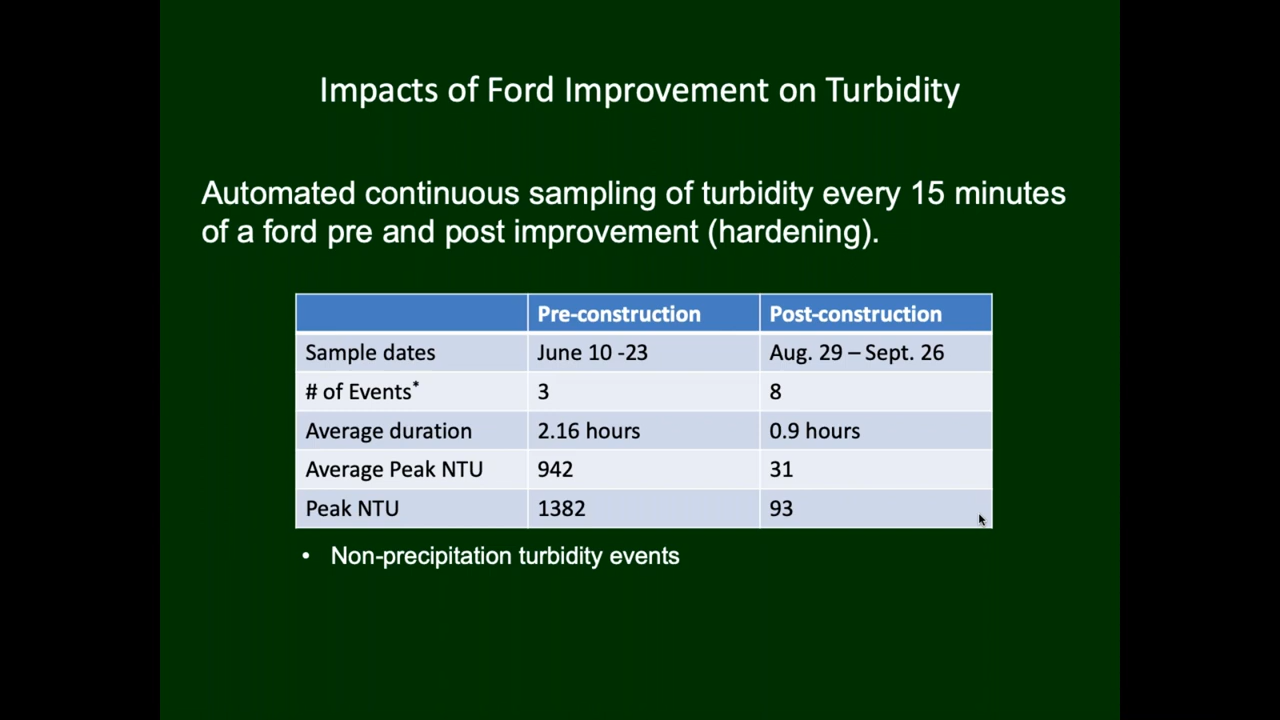 Impacts of Ford Improvement on Turbidity
Automated continuous sampling of turbidity every 15 minutes
of a ford pre and post improvement (hardening).
Pre-construction Post-construction
Sample dates June 10 -23 Aug. 29 – Sept. 26
# of Events* 3 8
Average duration 2.16 hours 0.9 hours
Average Peak NTU 942 31
Peak NTU 1382 93
• Non-precipitation turbidity events